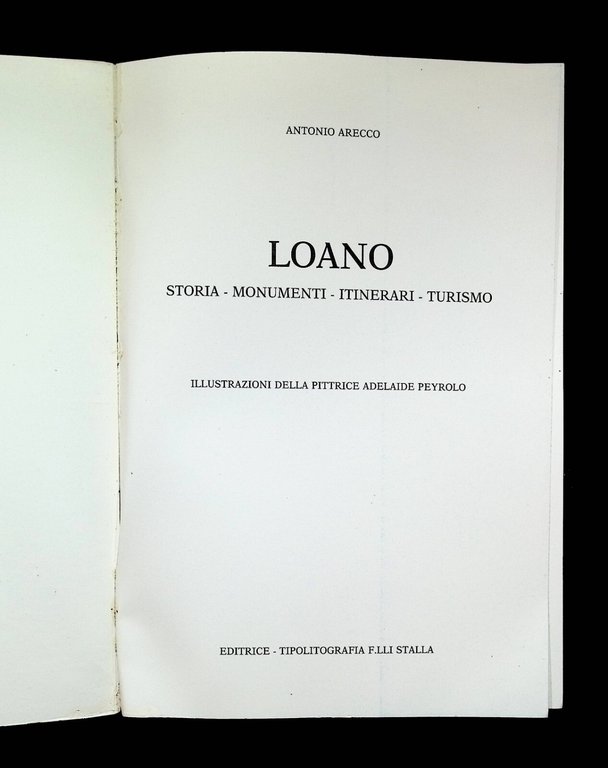 ANTONIO ARECCO
LOANO
STORIA - MONUMENTI - ITINERARI - TURISMO
ILLUSTRAZIONI DELLA PITTRICE ADELAIDE PEYROLO
EDITRICE - TIPOLITOGRAFIA F.LLI STALLA